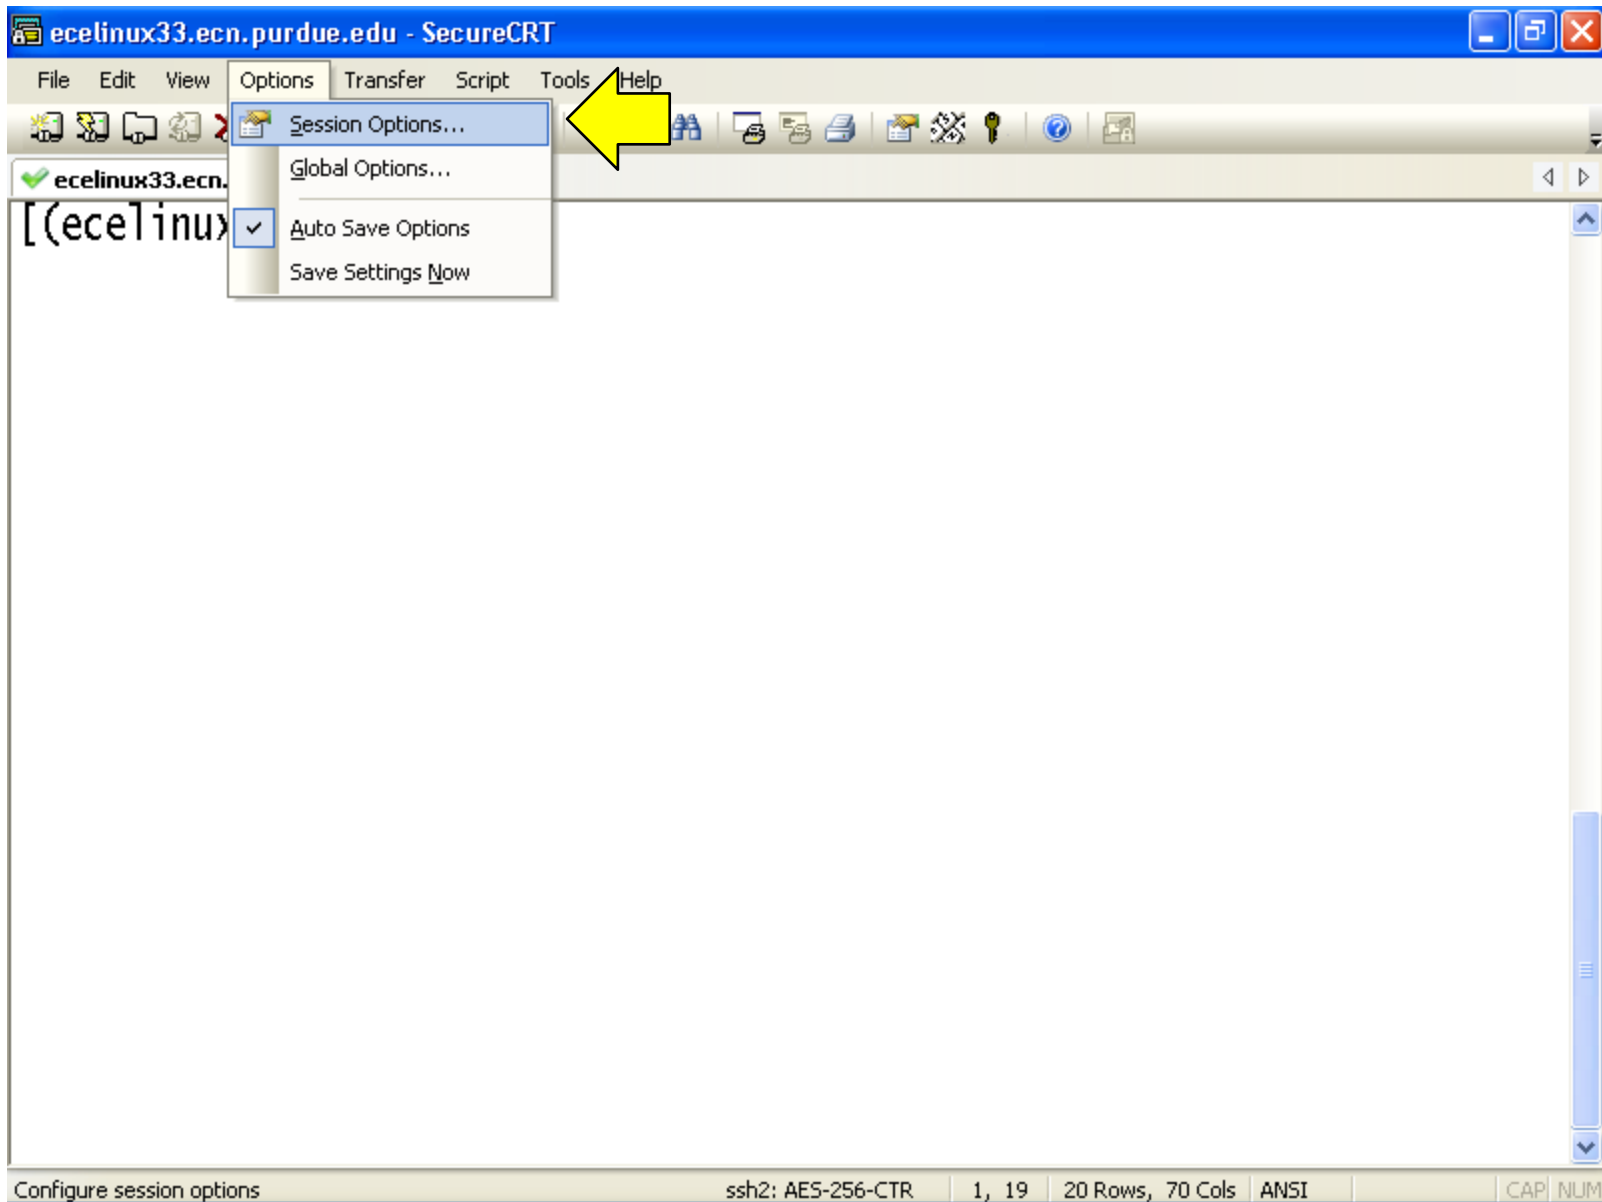 ecelinux33.ecn.purdue.edu - SecureCRT
File Edit View Options Transfer Script Tools Help
Session Options...
Global Options...
Auto Save Options
Save Settings Now
ecelinux33.ecn.
[(ecelinux
Configure session options ssh2: AES-256-CTR 1, 19 20 Rows, 70 Cols ANSI CAP NUM